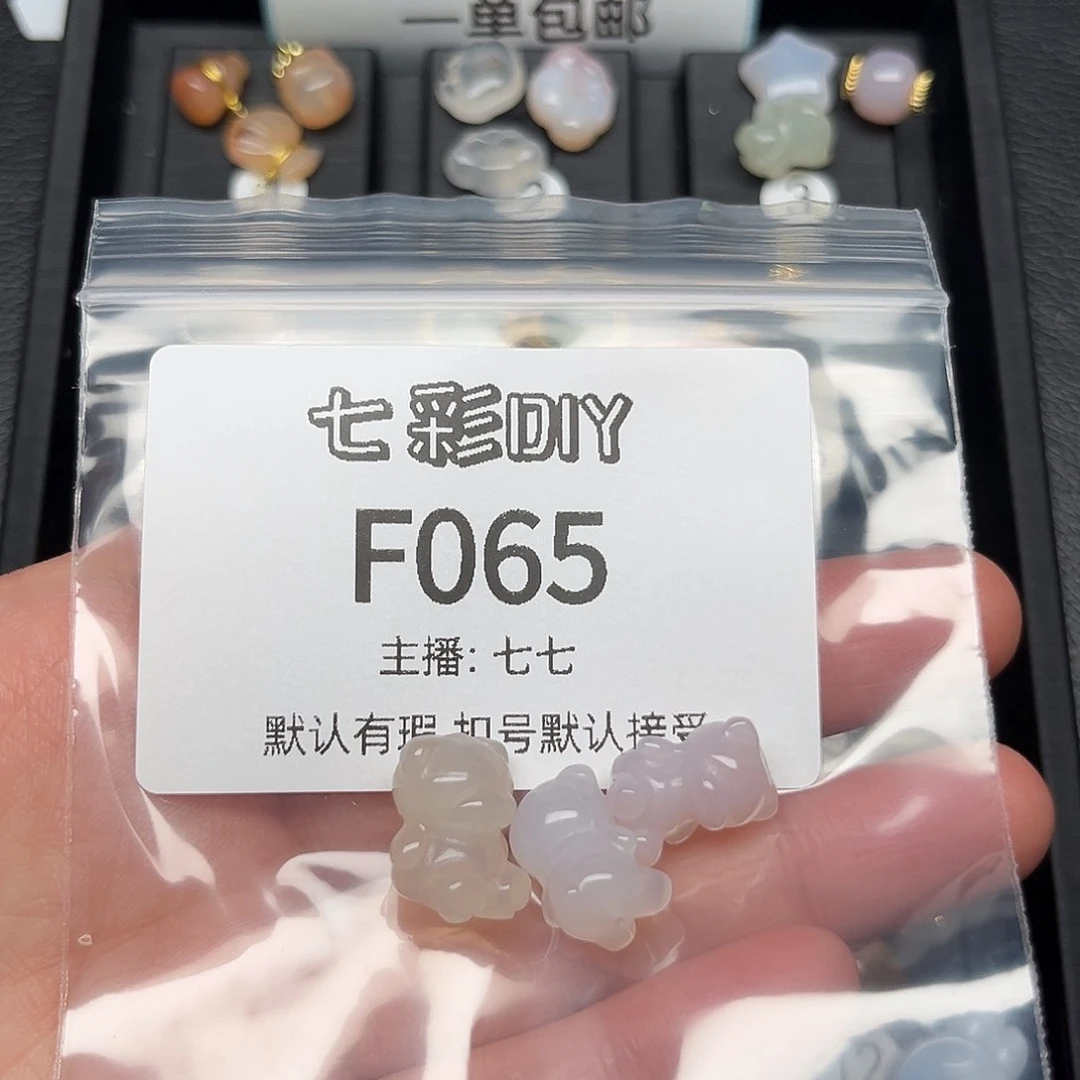 一单包邮
七彩DIY
F065
主播: 七七
默认有瑕 扣号默认接受